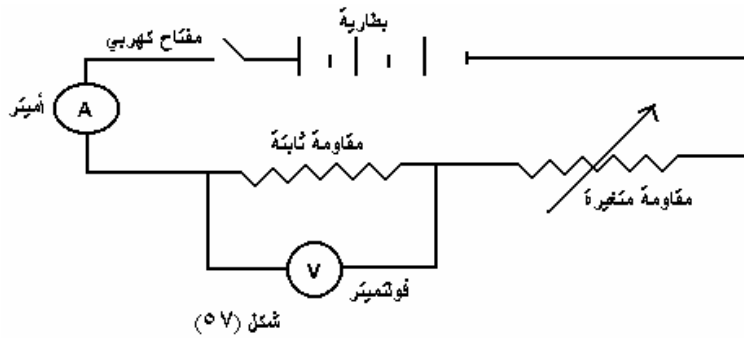 بطارية
مفتاح كهربي
أميتر
A
مقاومة ثابتة
مقاومة متغيرة
V
فولتميتر
شكل (٥٧)